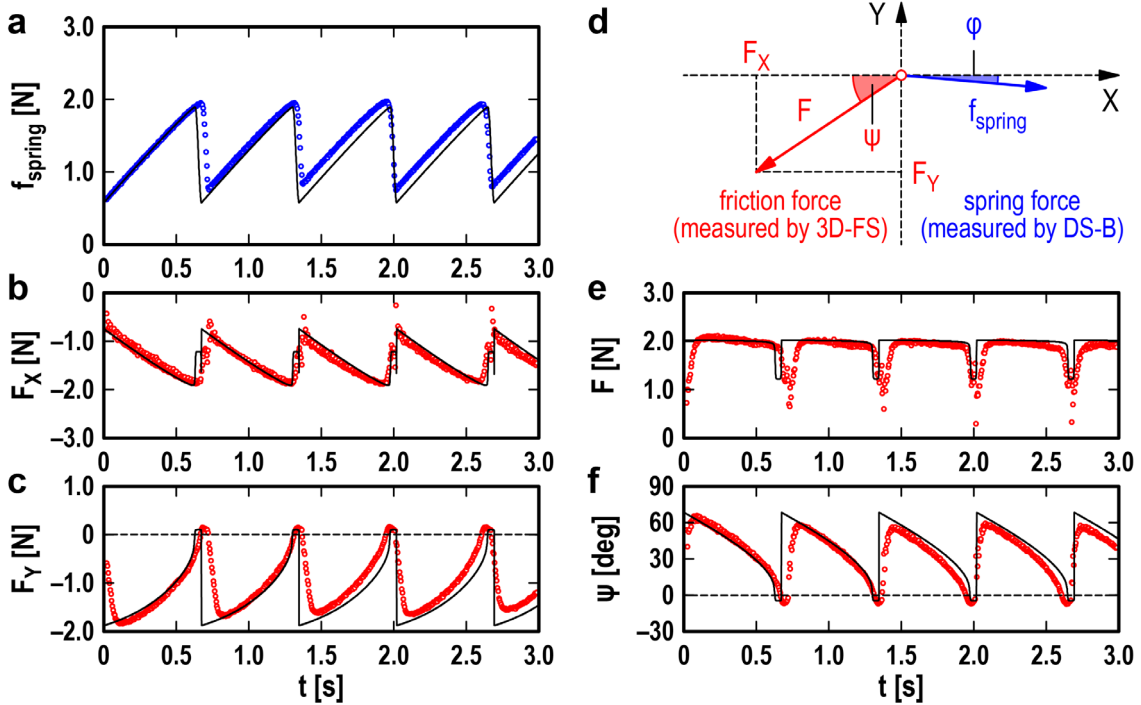 a
f_spring [N]
3.0
2.0
1.0
0
0 0.5 1.0 1.5 2.0 2.5 3.0
b
F_X [N]
0
−1.0
−2.0
−3.0
0 0.5 1.0 1.5 2.0 2.5 3.0
c
F_Y [N]
1.0
0
−1.0
−2.0
0 0.5 1.0 1.5 2.0 2.5 3.0
t [s]
d
Y
X
F_X
F
ψ
F_Y
φ
f_spring
friction force
(measured by 3D-FS)
spring force
(measured by DS-B)
e
F [N]
3.0
2.0
1.0
0
0 0.5 1.0 1.5 2.0 2.5 3.0
f
ψ [deg]
90
60
30
0
−30
0 0.5 1.0 1.5 2.0 2.5 3.0
t [s]